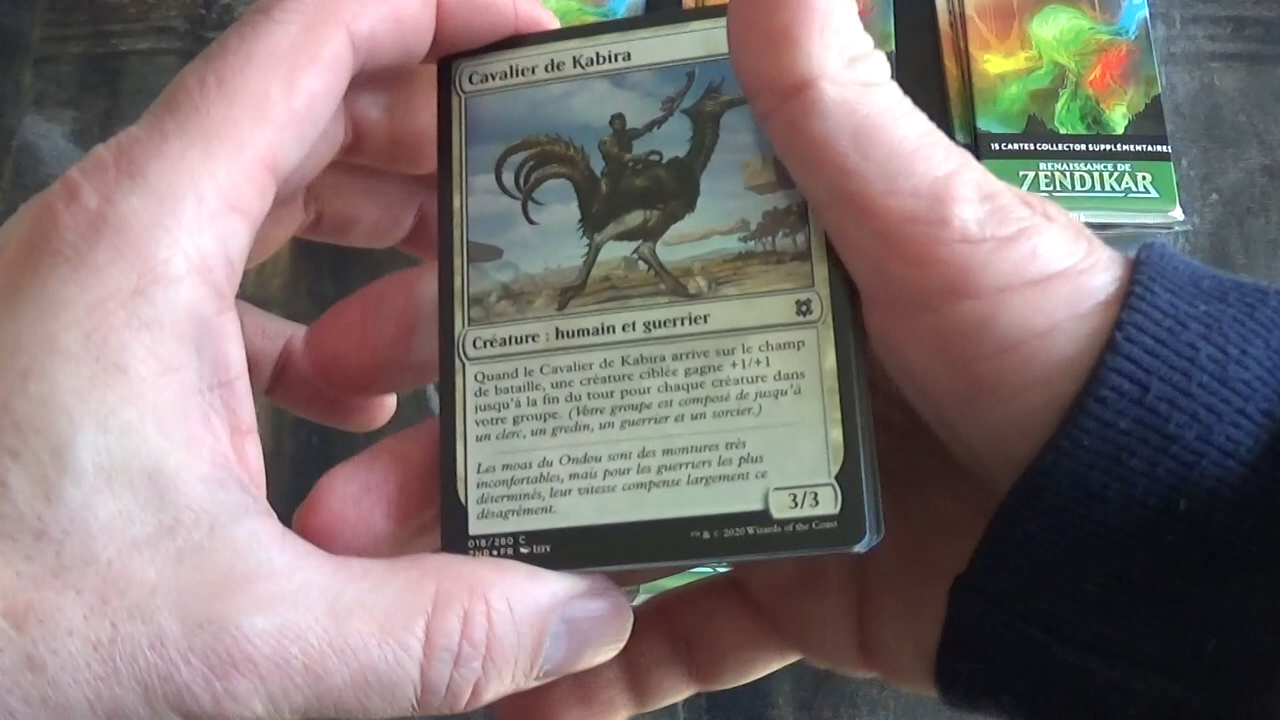 Cavalier de Kabira
15 CARTES COLLECTOR SUPPLÉMENTAIRES
RENAISSANCE DE
ZENDIKAR
Créature : humain et guerrier
Quand le Cavalier de Kabira arrive sur le champ
de bataille, une créature ciblée gagne +1/+1
jusqu'à la fin du tour pour chaque créature dans
votre groupe. (Votre groupe est composé de jusqu'à
un clerc, un gredin, un guerrier et un sorcier.)
Les moas du Ondou sont des montures très
inconfortables, mais pour les guerriers les plus
déterminés, leur vitesse compense largement ce
désagrément.
3/3
018/280 C
ZNR★FR IZZY
™ & © 2020 Wizards of the Coast